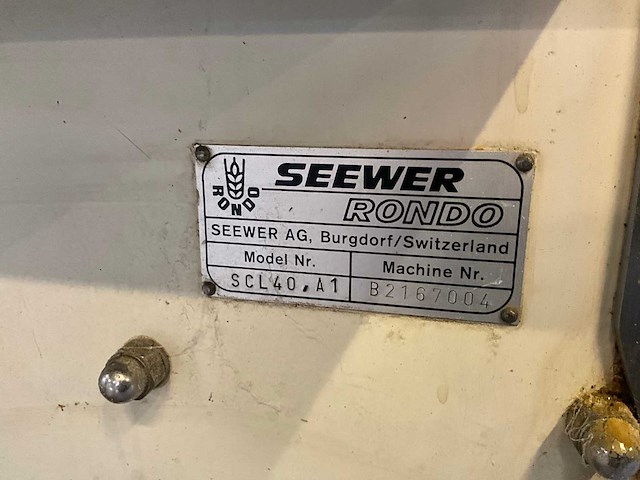 SEEWER
RONDO
RONDO
SEEWER AG, Burgdorf/Switzerland
Model Nr.
Machine Nr.
SCL40.A1
B2167004